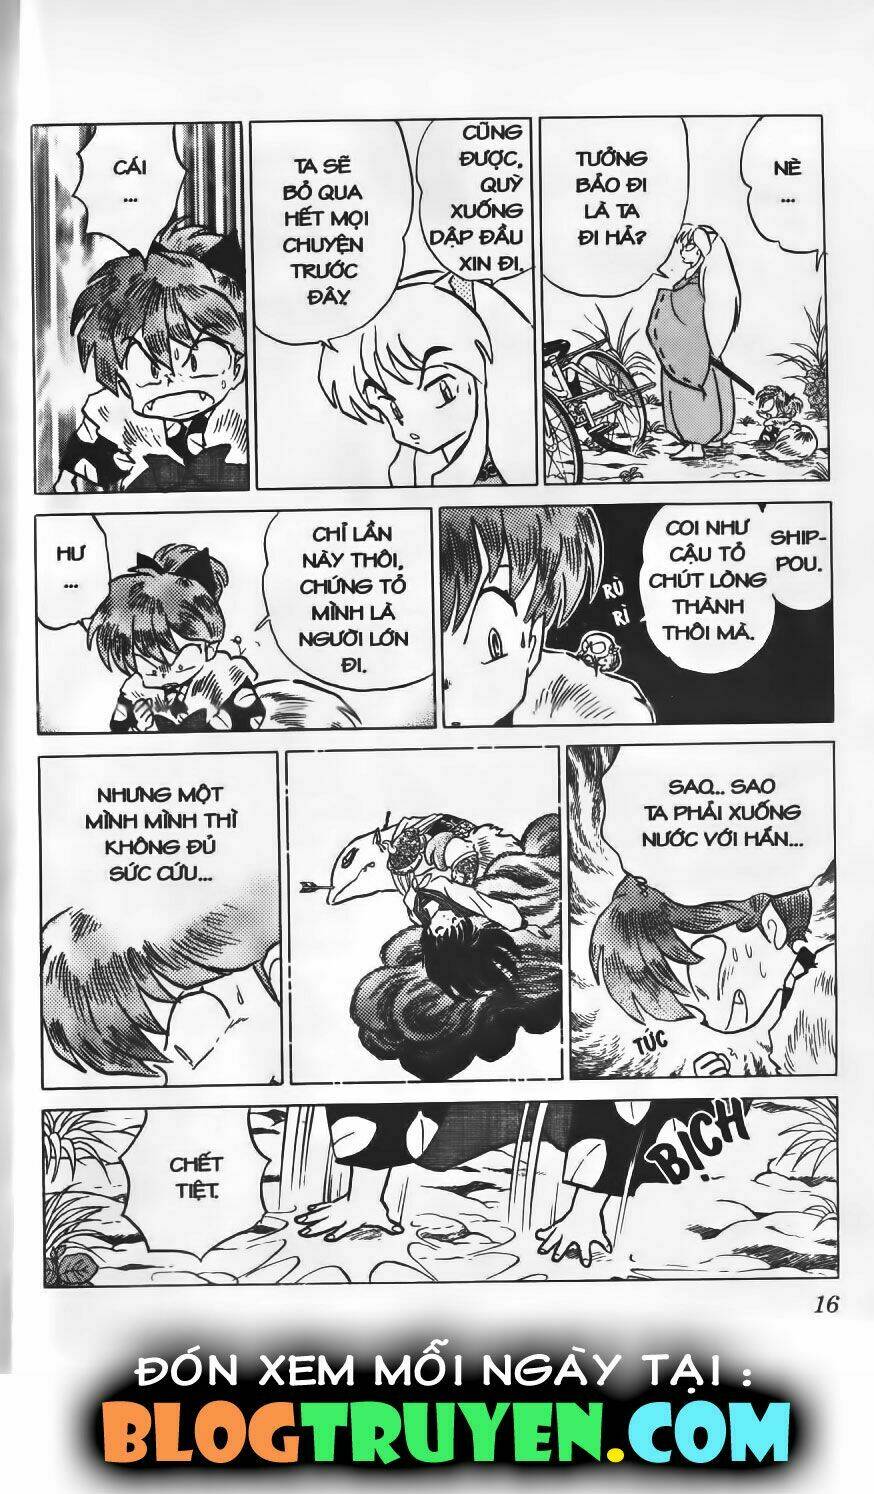 NÈ
...
TƯỞNG
BẢO ĐI
LÀ TA
ĐI HẢ?
CŨNG
ĐƯỢC,
QUỲ
XUỐNG
DẬP ĐẦU
XIN ĐI.
TA SẼ
BỎ QUA
HẾT MỌI
CHUYỆN
TRƯỚC
ĐÂY.
CÁI
...
SHIP-
POU.
COI NHƯ
CẬU TỎ
CHÚT LÒNG
THÀNH
THÔI MÀ.
RÙ
RÌ
CHỈ LẦN
NÀY THÔI,
CHỨNG TỎ
MÌNH LÀ
NGƯỜI LỚN
ĐI.
HƯ
...
SAO... SAO
TA PHẢI XUỐNG
NƯỚC VỚI HẮN...
TỨC
NHƯNG MỘT
MÌNH MÌNH THÌ
KHÔNG ĐỦ
SỨC CỨU...
BỊCH
CHẾT
TIỆT.
16
ĐÓN XEM MỖI NGÀY TẠI :
BLOGTRUYEN.COM